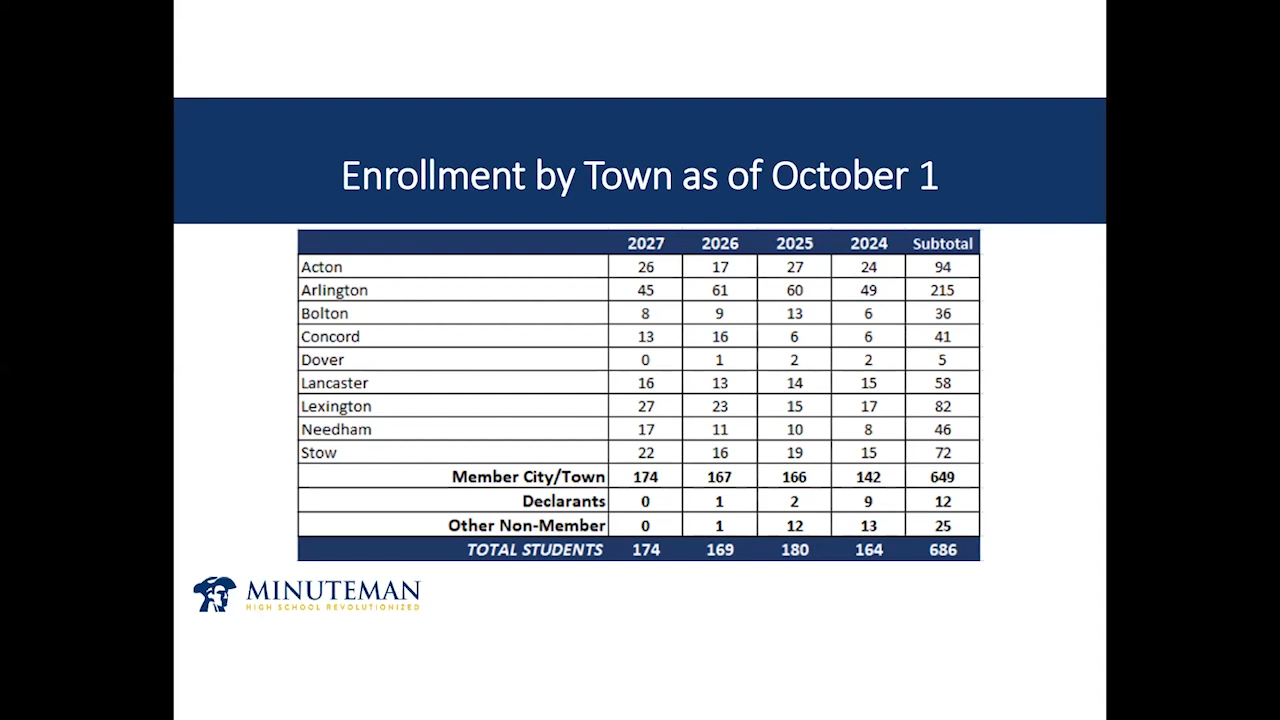 Enrollment by Town as of October 1
2027 2026 2025 2024 Subtotal
Acton 26 17 27 24 94
Arlington 45 61 60 49 215
Bolton 8 9 13 6 36
Concord 13 16 6 6 41
Dover 0 1 2 2 5
Lancaster 16 13 14 15 58
Lexington 27 23 15 17 82
Needham 17 11 10 8 46
Stow 22 16 19 15 72
Member City/Town 174 167 166 142 649
Declarants 0 1 2 9 12
Other Non-Member 0 1 12 13 25
TOTAL STUDENTS 174 169 180 164 686
MINUTEMAN
HIGH SCHOOL REVOLUTIONIZED